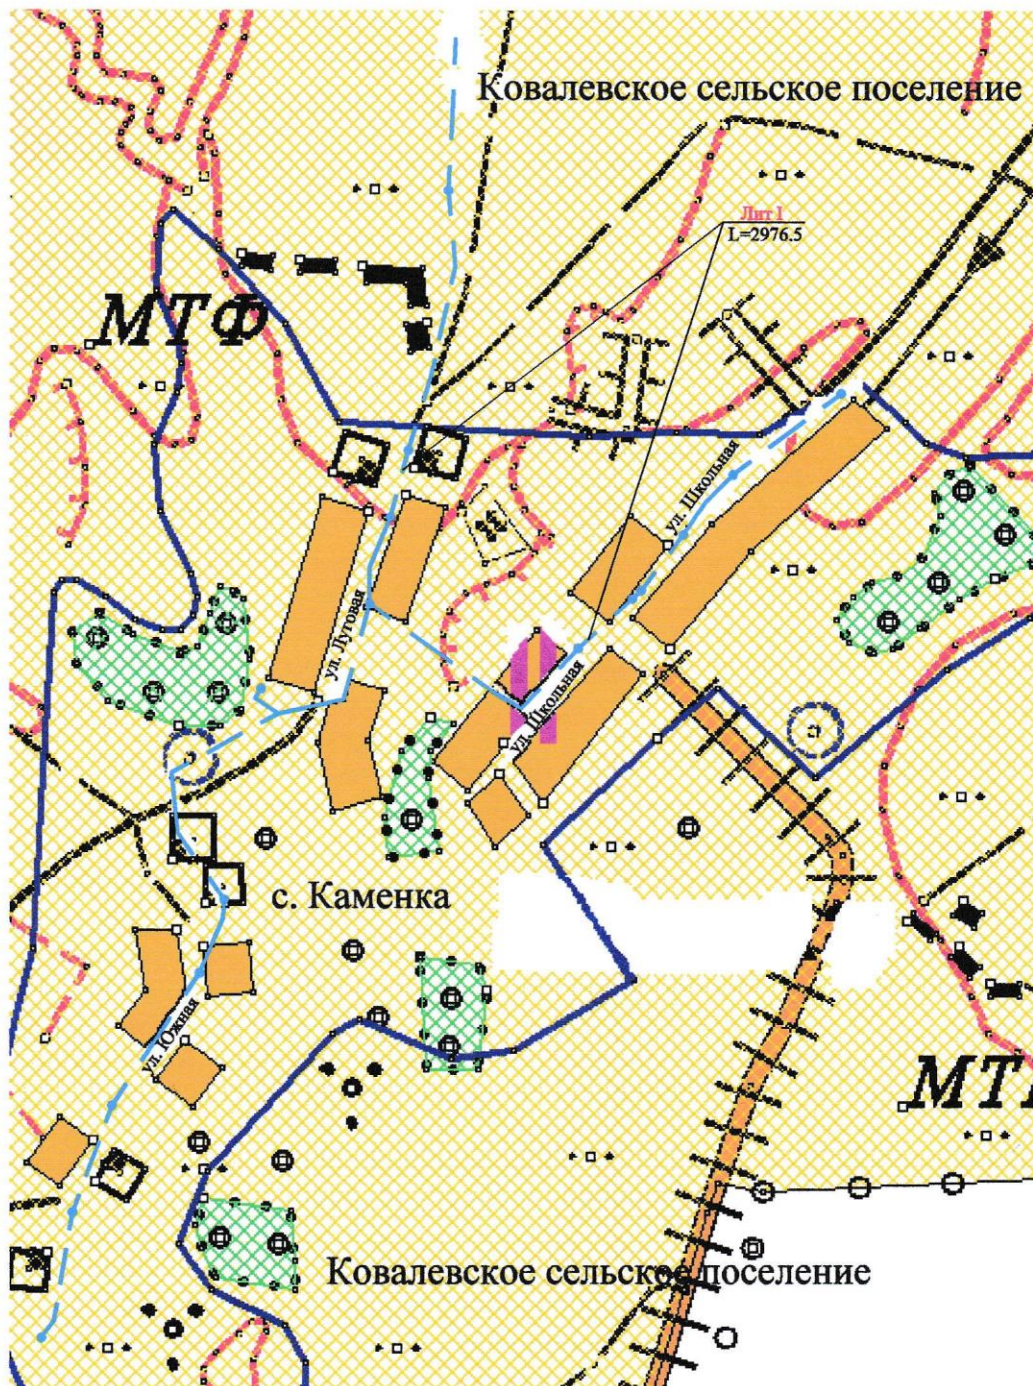 Ковалевское сельское поселение
Лит I
L=2976.5
МТФ
ул. Школьная
ул. Луговая
ул. Школьная
с. Каменка
ул. Южная
МТ
Ковалевское сельское поселение